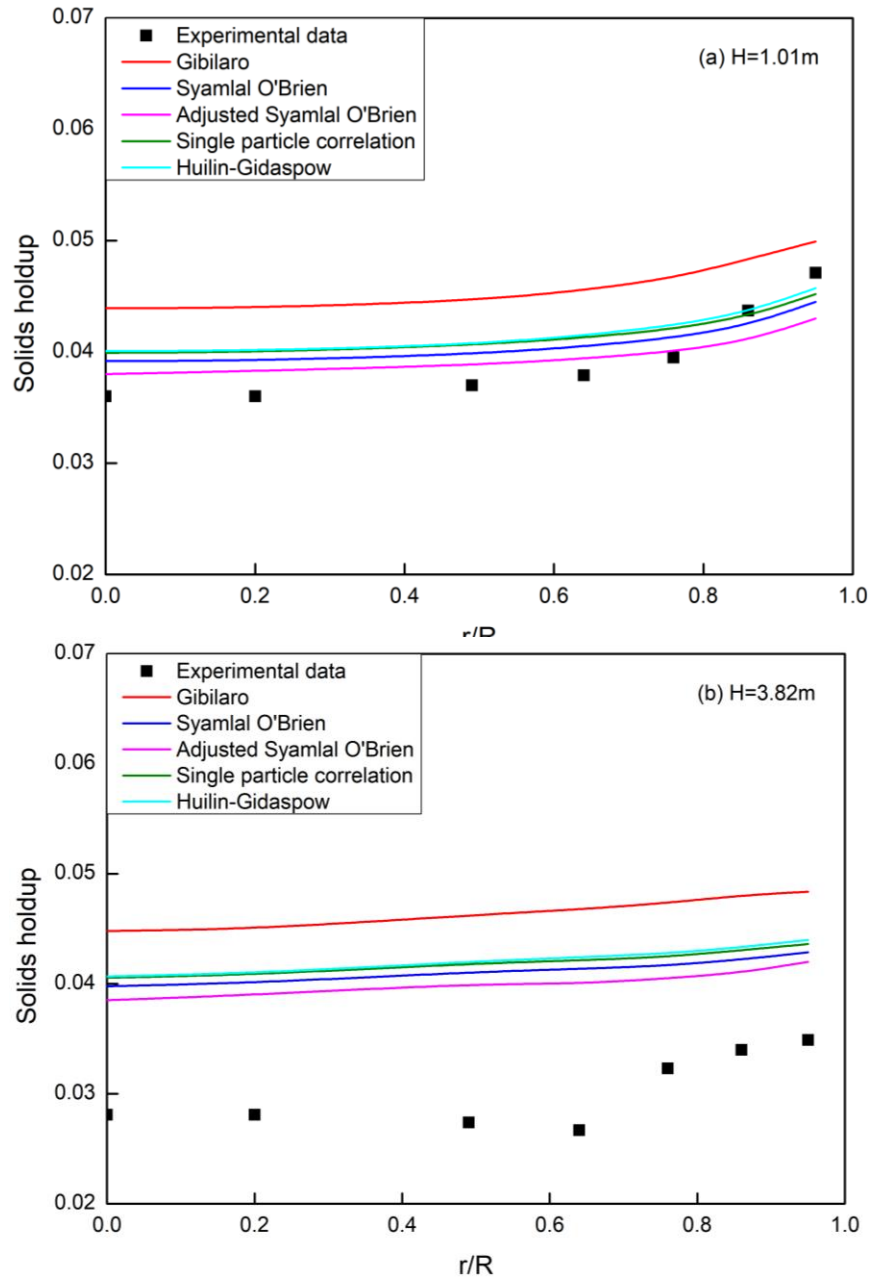 0.07
Experimental data
(a) H=1.01m
Gibilaro
Syamlal O'Brien
0.06
Adjusted Syamlal O'Brien
Single particle correlation
Huilin-Gidaspow
0.05
Solids holdup
0.04
0.03
0.02
0.0 0.2 0.4 0.6 0.8 1.0
r/R
0.07
Experimental data
(b) H=3.82m
Gibilaro
Syamlal O'Brien
0.06
Adjusted Syamlal O'Brien
Single particle correlation
Huilin-Gidaspow
0.05
Solids holdup
0.04
0.03
0.02
0.0 0.2 0.4 0.6 0.8 1.0
r/R